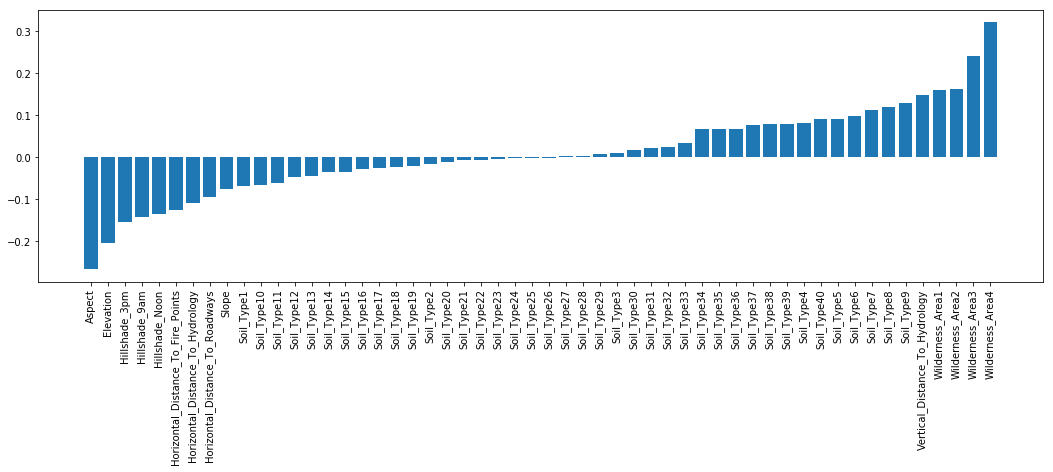 0.3
0.2
0.1
0.0
−0.1
−0.2
Aspect
Elevation
Hillshade_3pm
Hillshade_9am
Hillshade_Noon
Horizontal_Distance_To_Fire_Points
Horizontal_Distance_To_Hydrology
Horizontal_Distance_To_Roadways
Slope
Soil_Type1
Soil_Type10
Soil_Type11
Soil_Type12
Soil_Type13
Soil_Type14
Soil_Type15
Soil_Type16
Soil_Type17
Soil_Type18
Soil_Type19
Soil_Type2
Soil_Type20
Soil_Type21
Soil_Type22
Soil_Type23
Soil_Type24
Soil_Type25
Soil_Type26
Soil_Type27
Soil_Type28
Soil_Type29
Soil_Type3
Soil_Type30
Soil_Type31
Soil_Type32
Soil_Type33
Soil_Type34
Soil_Type35
Soil_Type36
Soil_Type37
Soil_Type38
Soil_Type39
Soil_Type4
Soil_Type40
Soil_Type5
Soil_Type6
Soil_Type7
Soil_Type8
Soil_Type9
Vertical_Distance_To_Hydrology
Wilderness_Area1
Wilderness_Area2
Wilderness_Area3
Wilderness_Area4